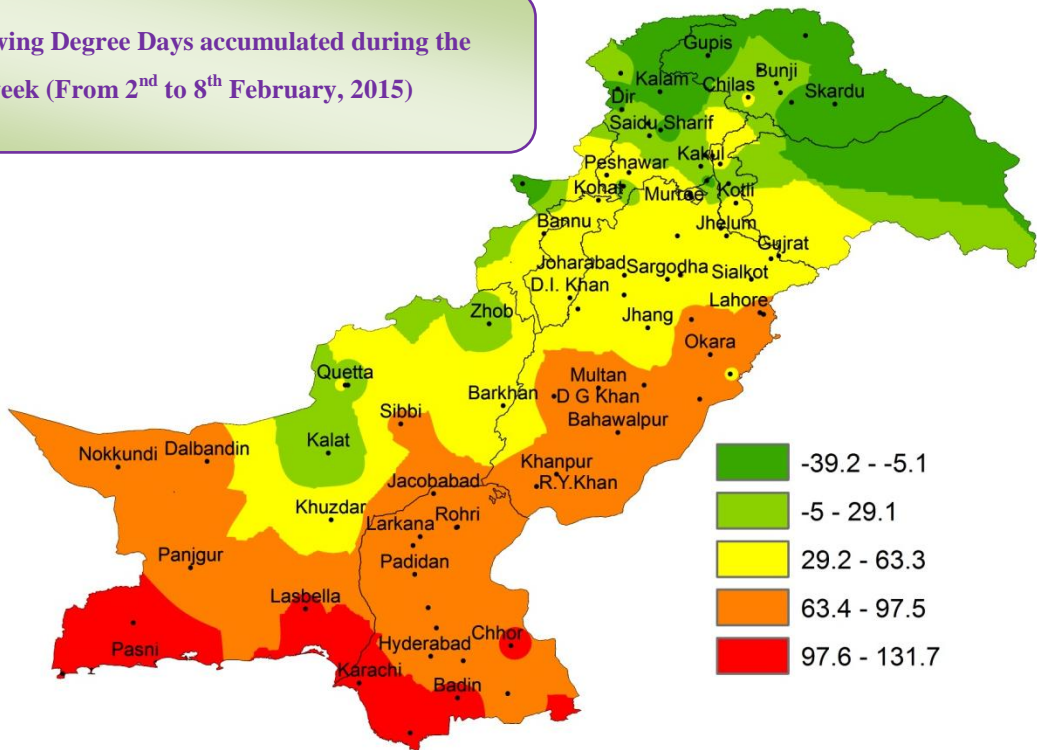 wing Degree Days accumulated during the
eek (From 2nd to 8th February, 2015)
Gupis
Kalam
Chilas
Bunji
Skardu
Dir
Saidu Sharif
Peshawar
Kakul
Kohat
Murree
Kotli
Bannu
Jhelum
Gujrat
Joharabad
Sargodha
Sialkot
D.I. Khan
Lahore
Zhob
Jhang
Okara
Quetta
Multan
Barkhan
D G Khan
Sibbi
Bahawalpur
Nokkundi
Dalbandin
Kalat
Khanpur
R.Y.Khan
Jacobabad
Khuzdar
Larkana
Rohri
Panjgur
Padidan
Lasbella
Pasni
Hyderabad
Chhor
Karachi
Badin
-39.2 - -5.1
-5 - 29.1
29.2 - 63.3
63.4 - 97.5
97.6 - 131.7